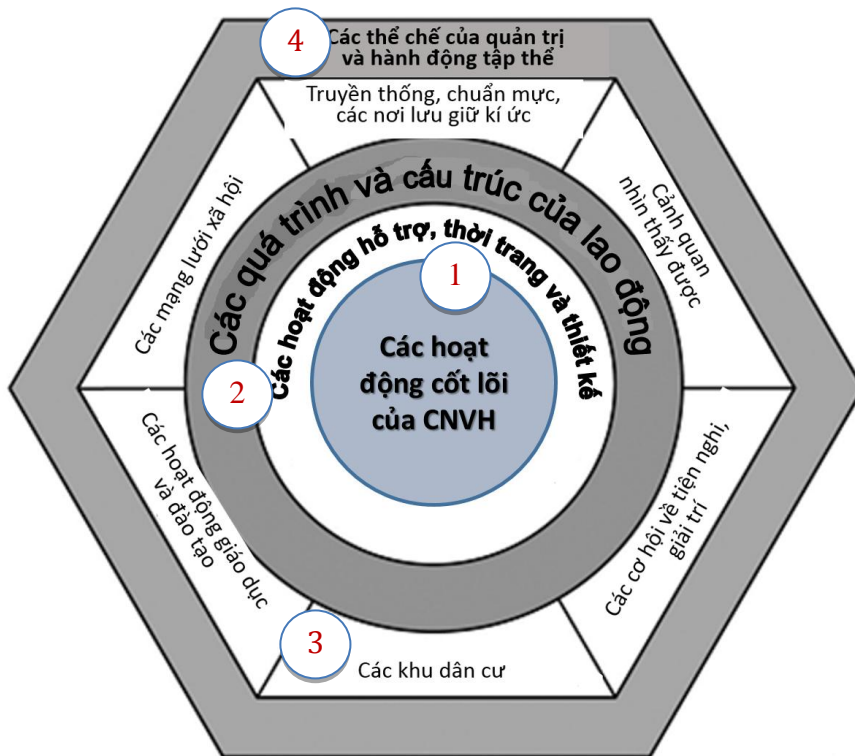 4
Các thể chế của quản trị
và hành động tập thể
Truyền thống, chuẩn mực,
các nơi lưu giữ kí ức
Các mạng lưới xã hội
Cảnh quan
nhìn thấy được
Các quá trình và cấu trúc của lao động
Các hoạt động hỗ trợ, thời trang và thiết kế
1
Các hoạt
động cốt lõi
của CNVH
2
Các hoạt động giáo dục
và đào tạo
Các cơ hội về tiện nghi,
giải trí
3
Các khu dân cư